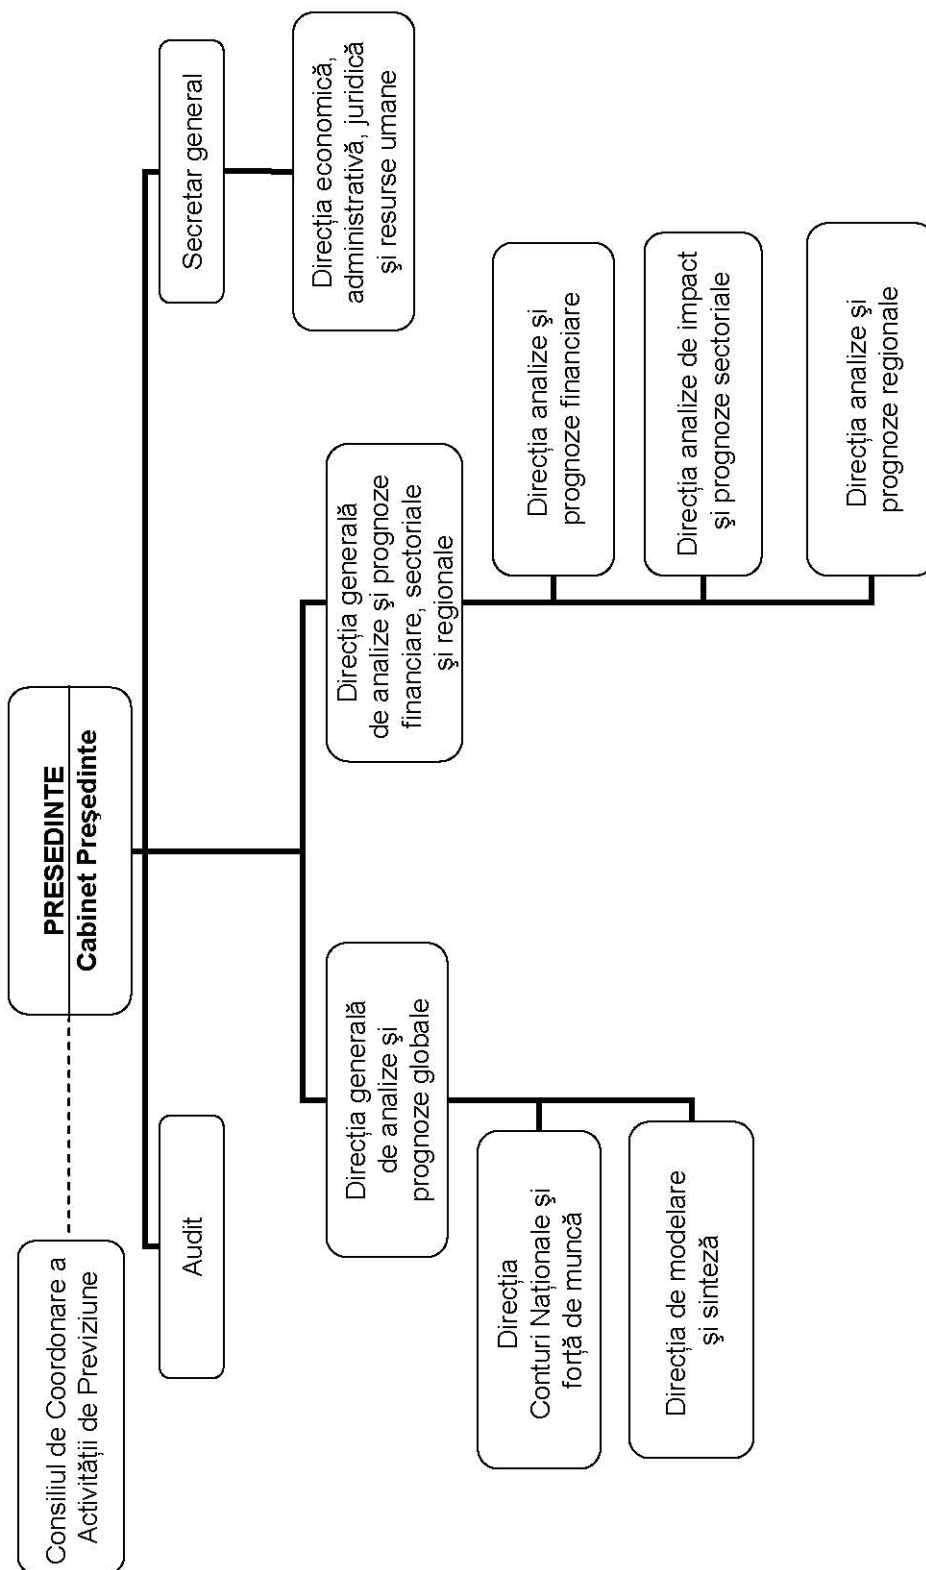 PRESEDINTE
Cabinet Preşedinte
Consiliul de Coordonare a
Activităţii de Previziune
Audit
Secretar general
Direcţia economică,
administrativă, juridică
şi resurse umane
Direcţia generală
de analize şi
prognoze globale
Direcţia
Conturi Naţionale şi
forţă de muncă
Direcţia de modelare
şi sinteză
Direcţia generală
de analize şi prognoze
financiare, sectoriale
şi regionale
Direcţia analize şi
prognoze financiare
Direcţia analize de impact
şi prognoze sectoriale
Direcţia analize şi
prognoze regionale